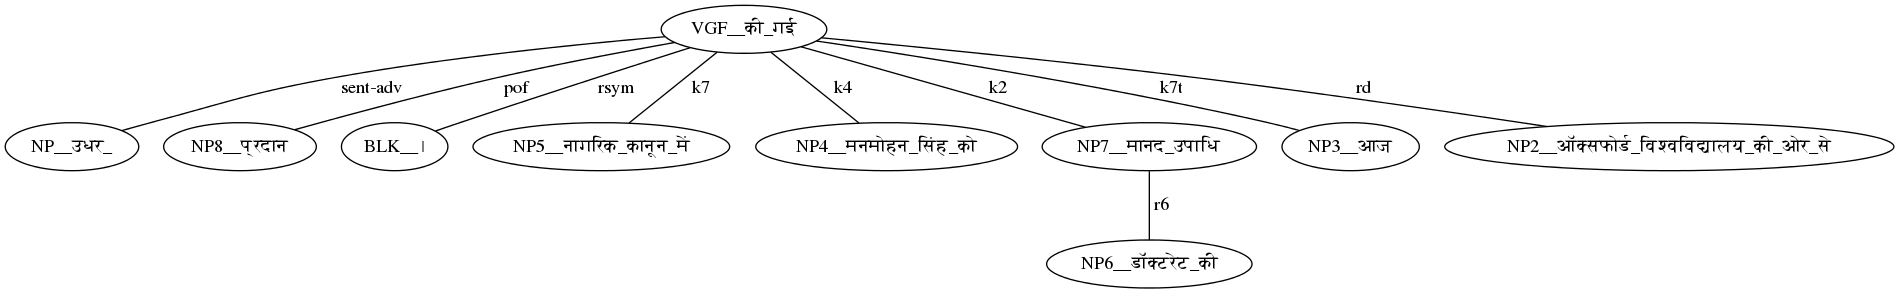 VGF__की_गई
sent-adv pof rsym k7 k4 k2 k7t rd
NP__उधर_ NP8__प्रदान BLK__। NP5__नागरिक_कानून_में NP4__मनमोहन_सिंह_को NP7__मानद_उपाधि NP3__आज NP2__ऑक्सफोर्ड_विश्वविद्यालय_की_ओर_से
r6
NP6__डॉक्टरेट_की